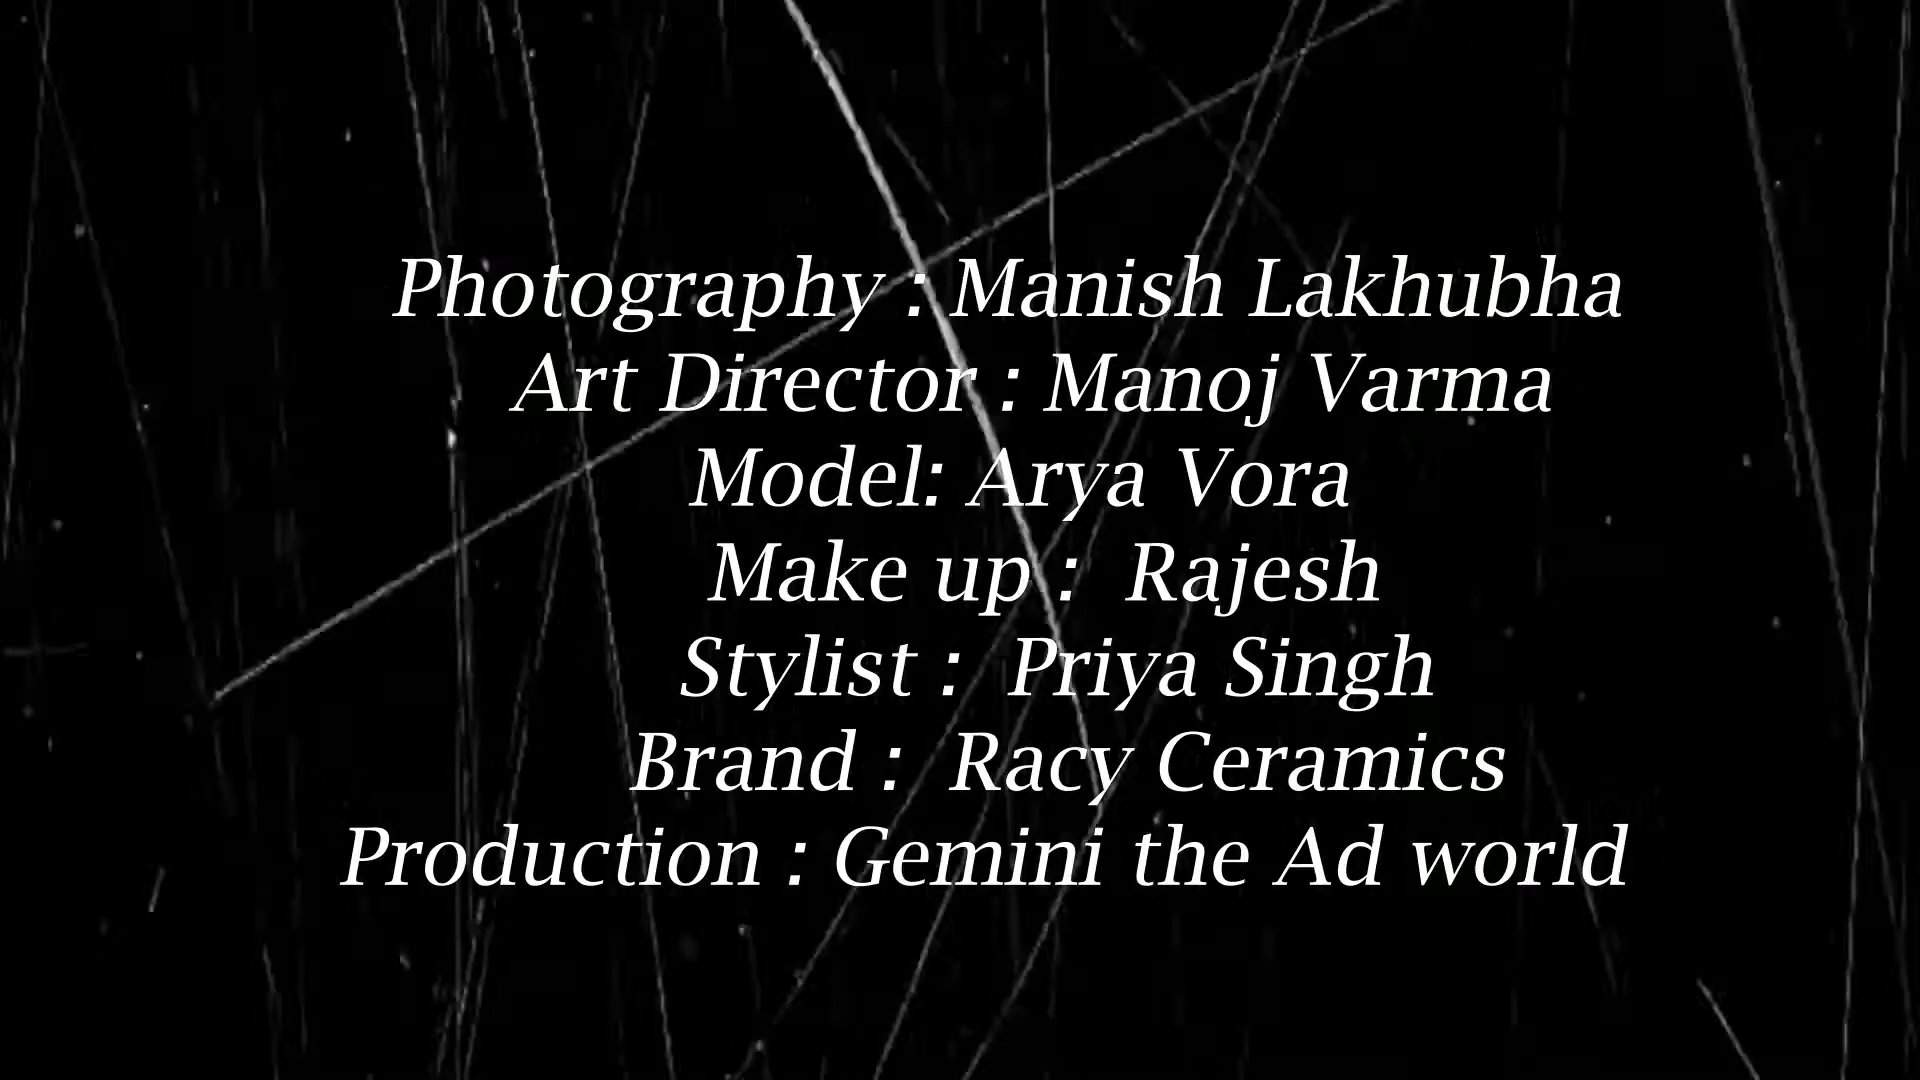 Photography : Manish Lakhubha
Art Director : Manoj Varma
Model: Arya Vora
Make up :  Rajesh
Stylist :  Priya Singh
Brand :  Racy Ceramics
Production : Gemini the Ad world